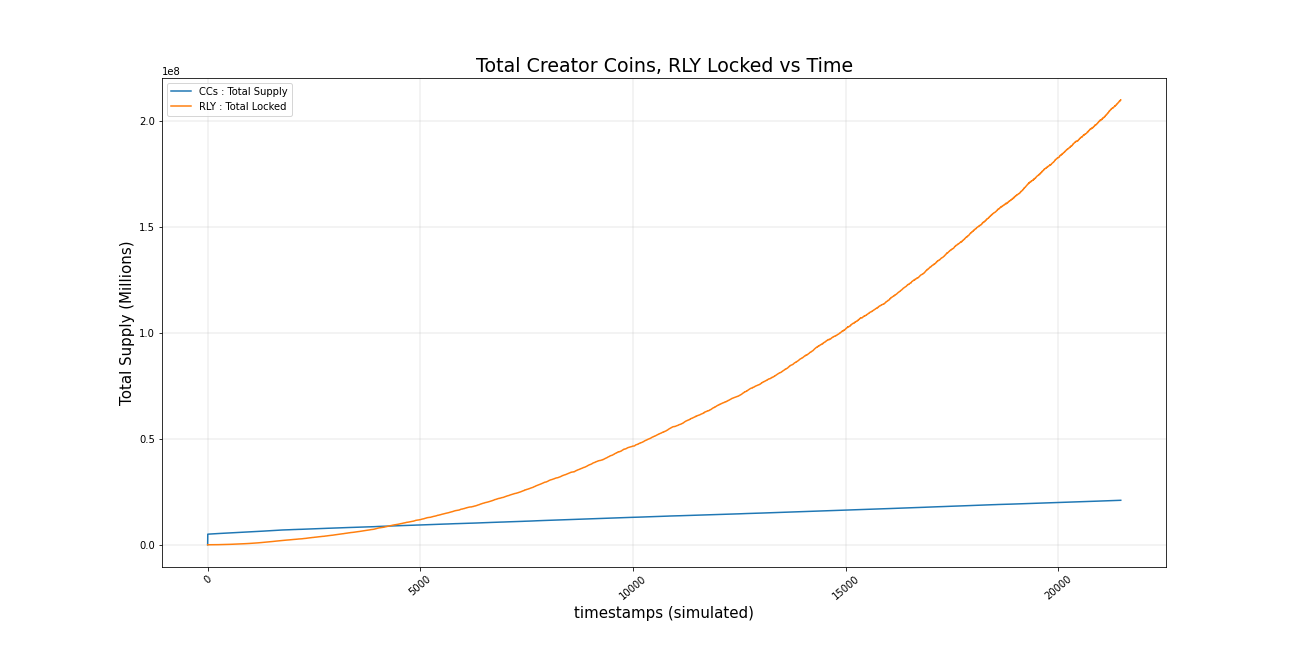 Total Creator Coins, RLY Locked vs Time
1e8
CCs : Total Supply
RLY : Total Locked
2.0
1.5
1.0
0.5
0.0
Total Supply (Millions)
0
5000
10000
15000
20000
timestamps (simulated)